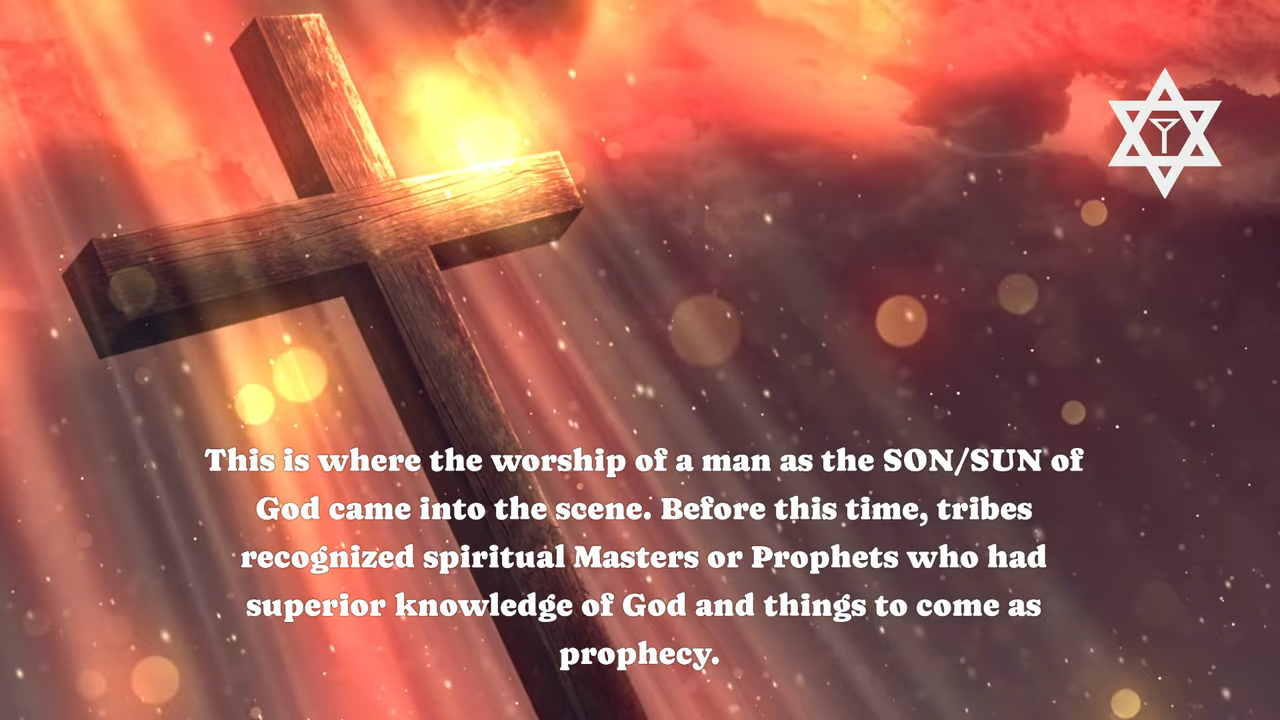 This is where the worship of a man as the SON/SUN of
God came into the scene. Before this time, tribes
recognized spiritual Masters or Prophets who had
superior knowledge of God and things to come as
prophecy.